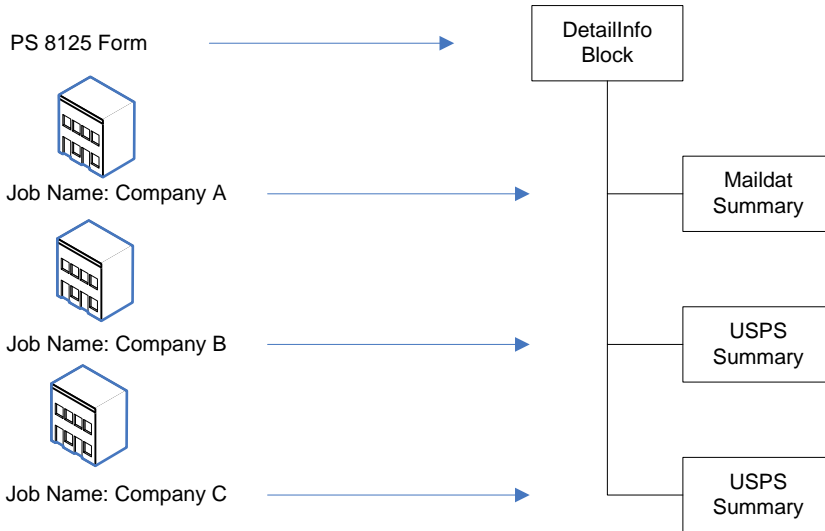 PS 8125 Form
DetailInfo
Block
Job Name: Company A
Maildat
Summary
Job Name: Company B
USPS
Summary
Job Name: Company C
USPS
Summary